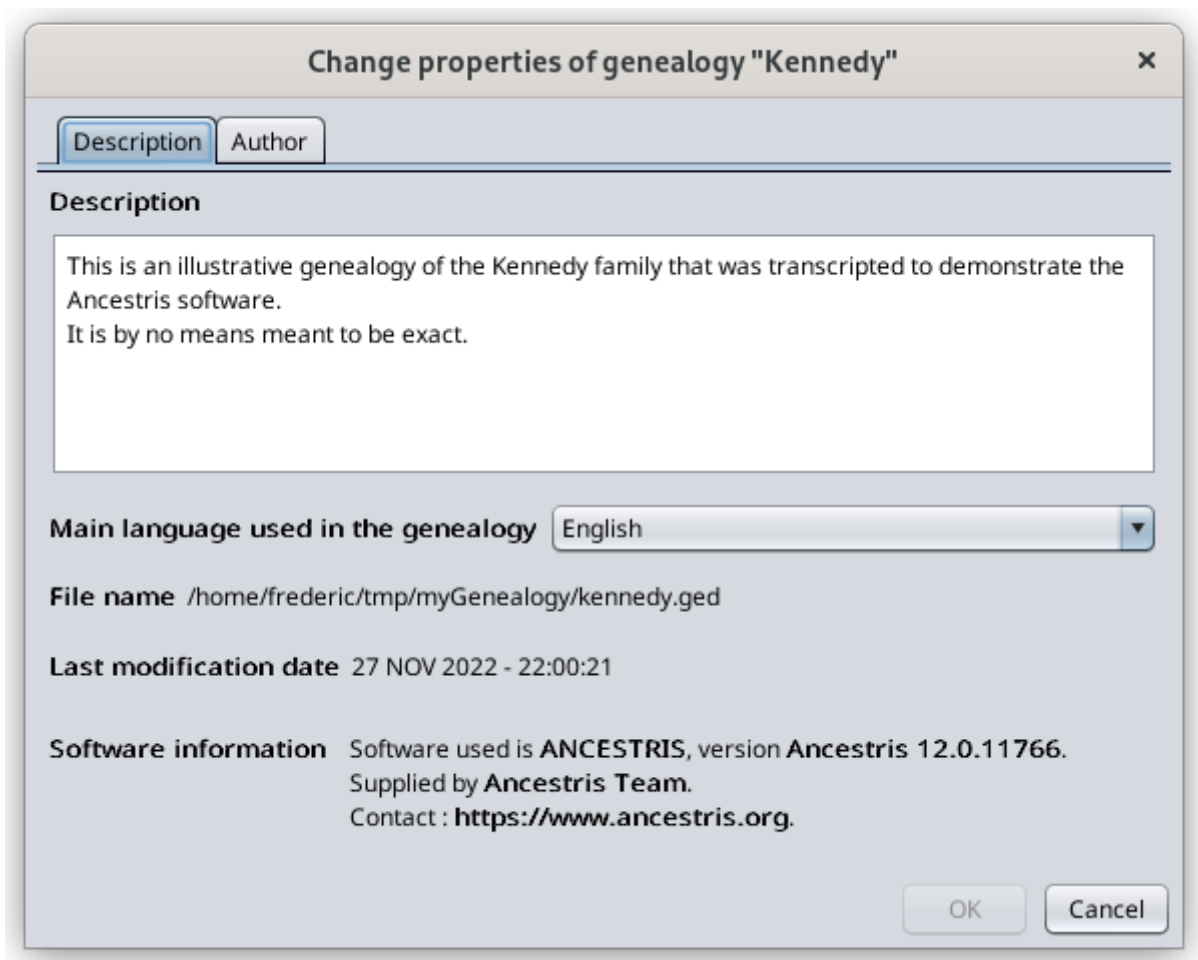 Change properties of genealogy "Kennedy"
Description
Author
Description
This is an illustrative genealogy of the Kennedy family that was transcripted to demonstrate the
Ancestris software.
It is by no means meant to be exact.
Main language used in the genealogy English
File name /home/frederic/tmp/myGenealogy/kennedy.ged
Last modification date 27 NOV 2022 - 22:00:21
Software information Software used is ANCESTRIS, version Ancestris 12.0.11766.
Supplied by Ancestris Team.
Contact : https://www.ancestris.org.
OK
Cancel